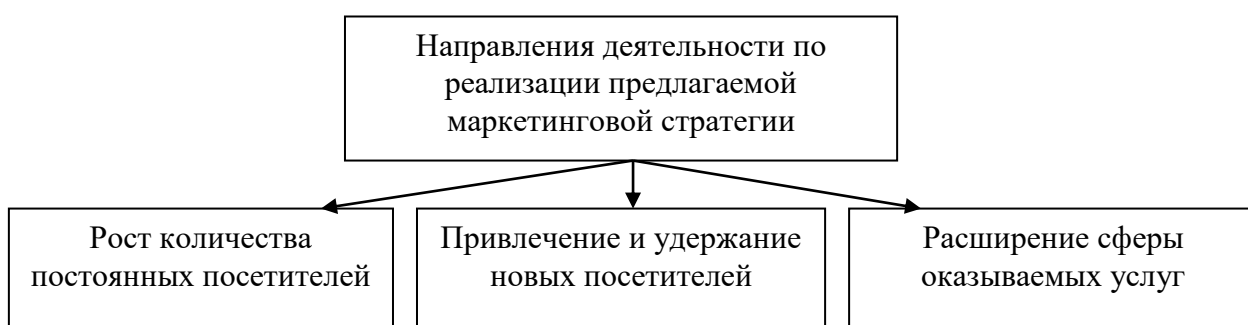 Направления деятельности по
реализации предлагаемой
маркетинговой стратегии
Рост количества
постоянных посетителей
Привлечение и удержание
новых посетителей
Расширение сферы
оказываемых услуг